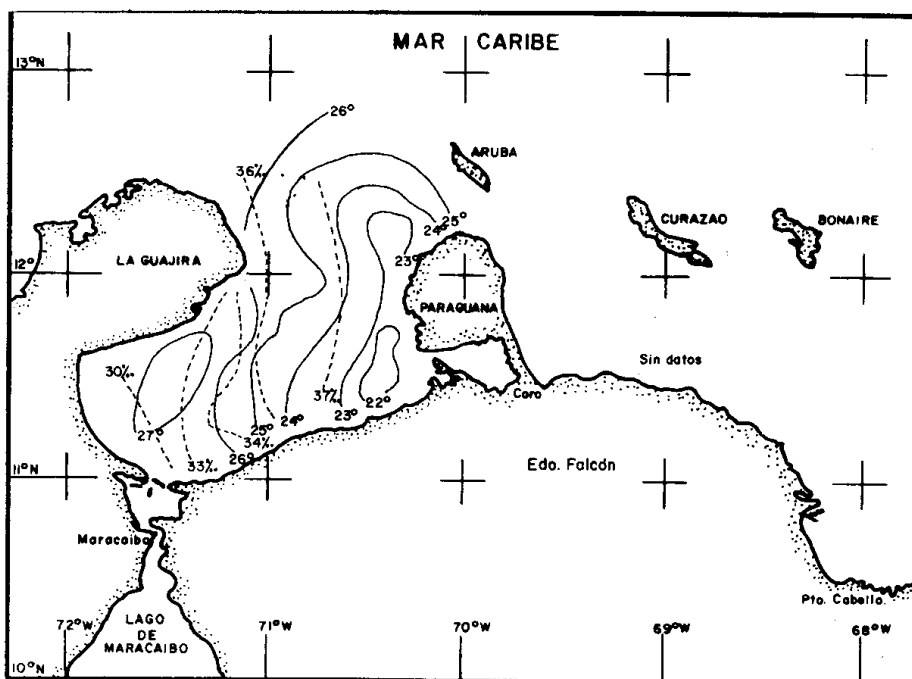 MAR CARIBE
13°N
26°
ARUBA
36‰
CURAZAO
BONAIRE
25°
24°
LA GUAJIRA
23°
12°
PARAGUANA
Sin datos
30‰
37‰
22°
Coro
23°
24°
25°
27°
34‰
26°
33‰
Edo. Falcón
11°N
Maracaibo
Pto. Cabello
LAGO
DE
MARACAIBO
72°W
71°W
70°W
69°W
68°W
10°N